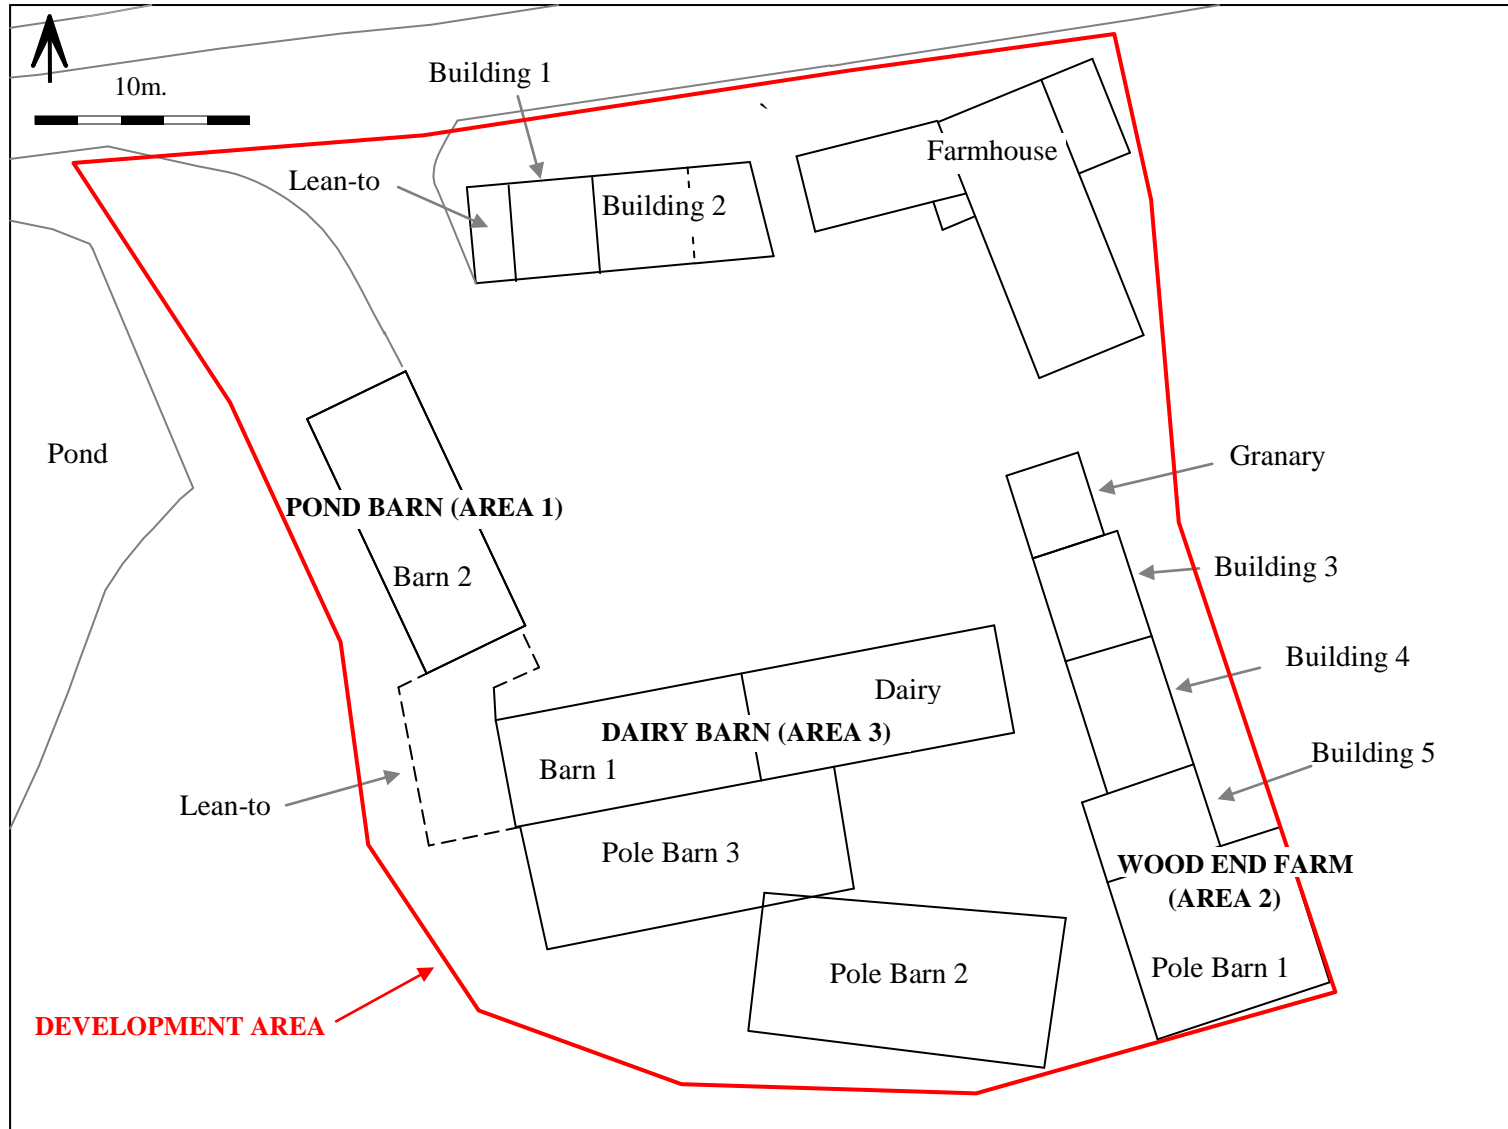 10m.
Building 1
Lean-to
Building 2
Farmhouse
Pond
Granary
POND BARN (AREA 1)
Barn 2
Building 3
Building 4
Dairy
DAIRY BARN (AREA 3)
Barn 1
Building 5
Lean-to
Pole Barn 3
WOOD END FARM
(AREA 2)
Pole Barn 2
Pole Barn 1
DEVELOPMENT AREA